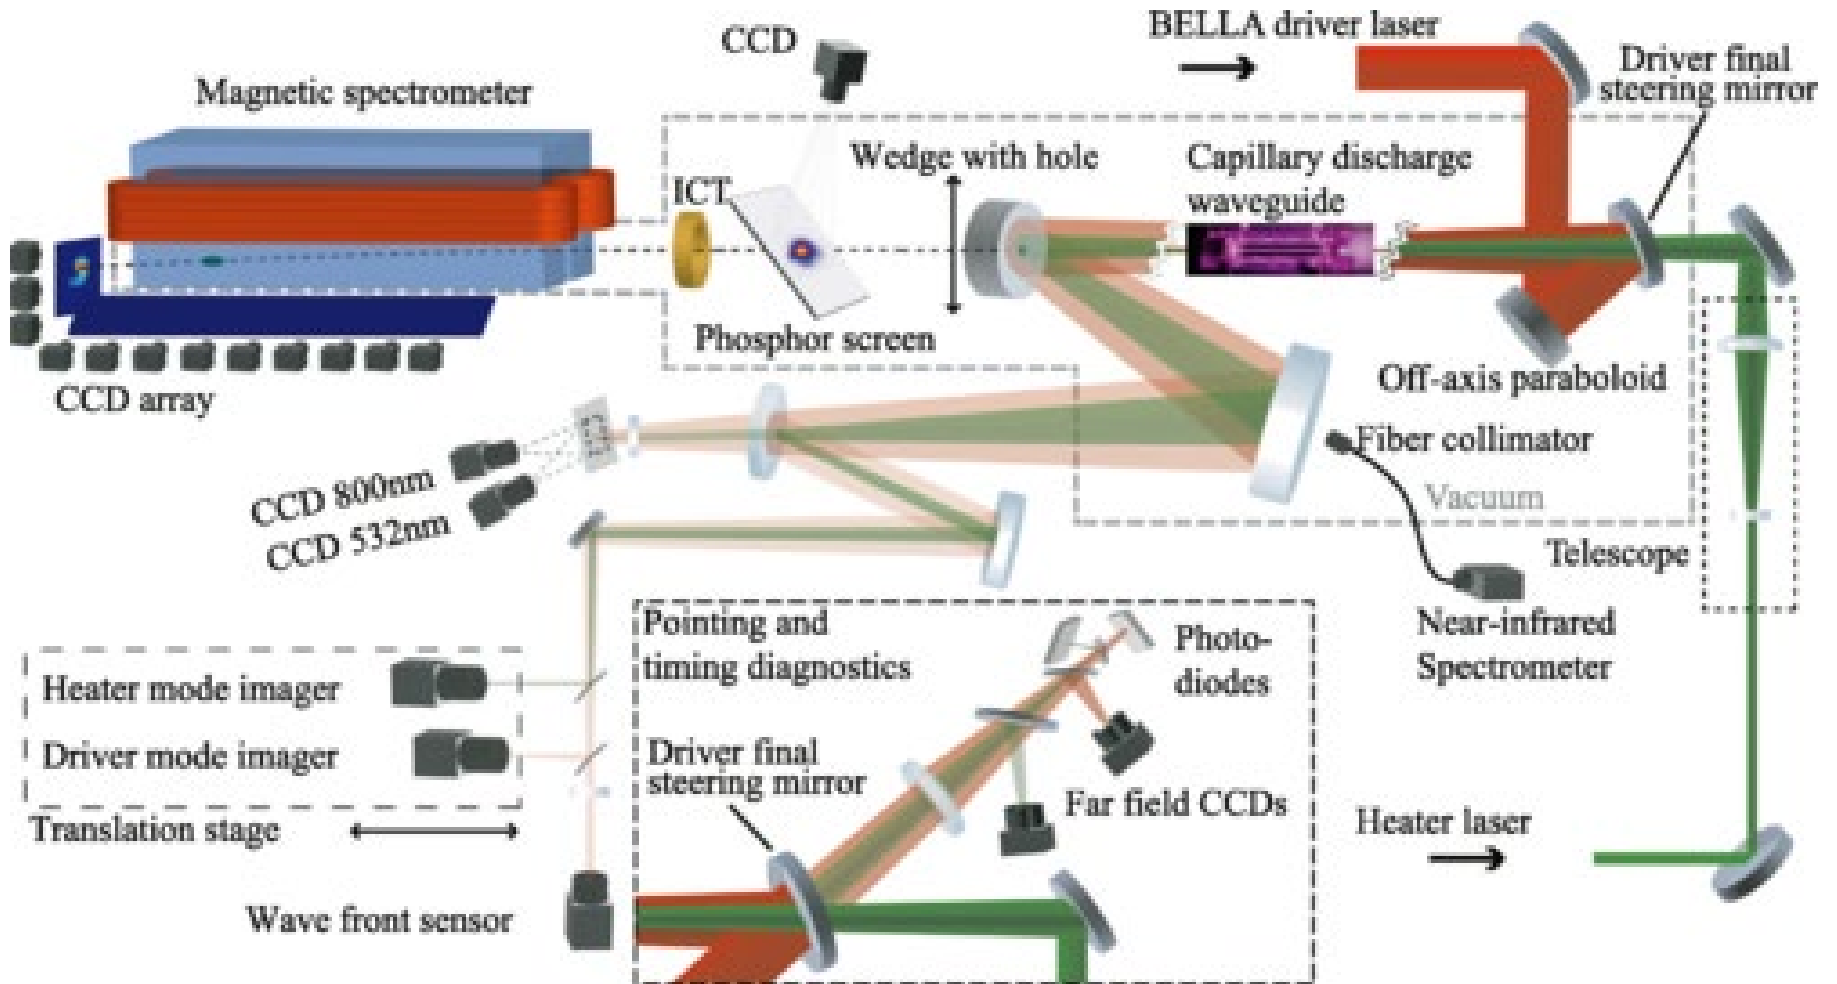 BELLA driver laser
CCD
Driver final
steering mirror
Magnetic spectrometer
Wedge with hole
Capillary discharge
waveguide
ICT
Phosphor screen
Off-axis paraboloid
CCD array
Fiber collimator
CCD 800nm
Vacuum
CCD 532nm
Telescope
Near-infrared
Spectrometer
Pointing and
timing diagnostics
Photo-
diodes
Heater mode imager
Driver mode imager
Driver final
steering mirror
Far field CCDs
Translation stage
Heater laser
Wave front sensor